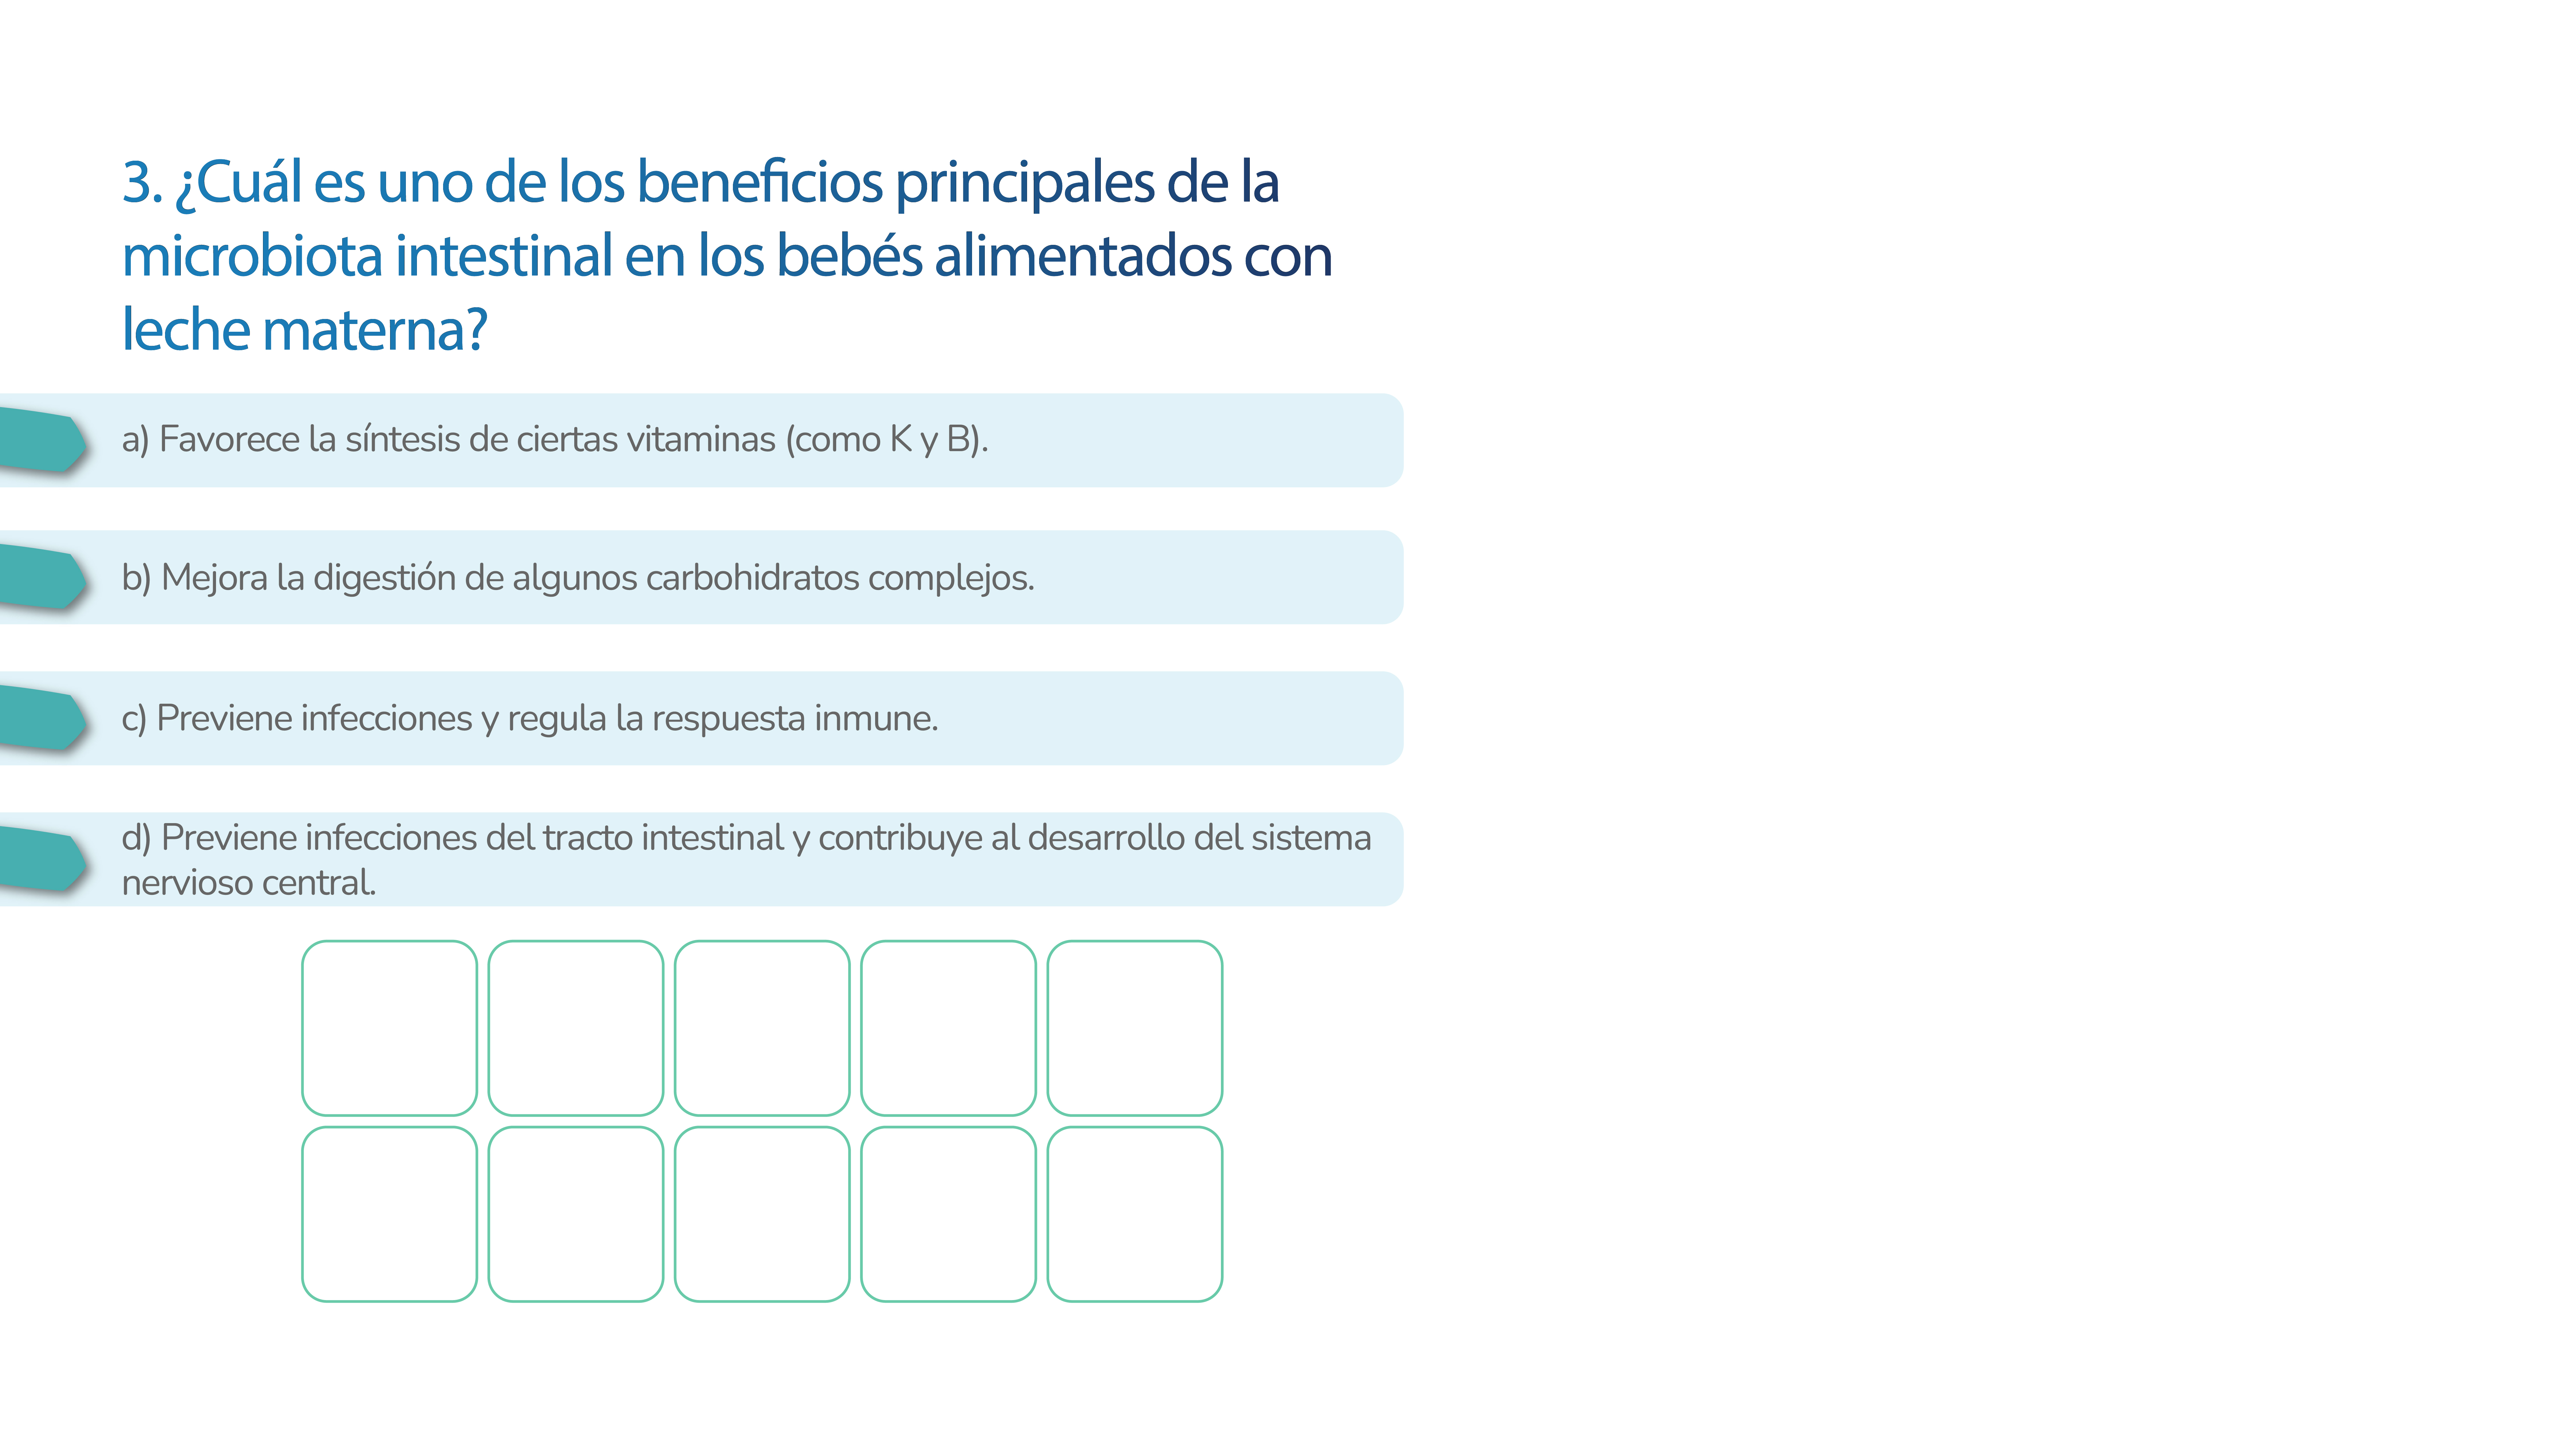 3. ¿Cuál es uno de los beneficios principales de la
microbiota intestinal en los bebés alimentados con
leche materna?
a) Favorece la síntesis de ciertas vitaminas (como K y B).
b) Mejora la digestión de algunos carbohidratos complejos.
c) Previene infecciones y regula la respuesta inmune.
d) Previene infecciones del tracto intestinal y contribuye al desarrollo del sistema
nervioso central.